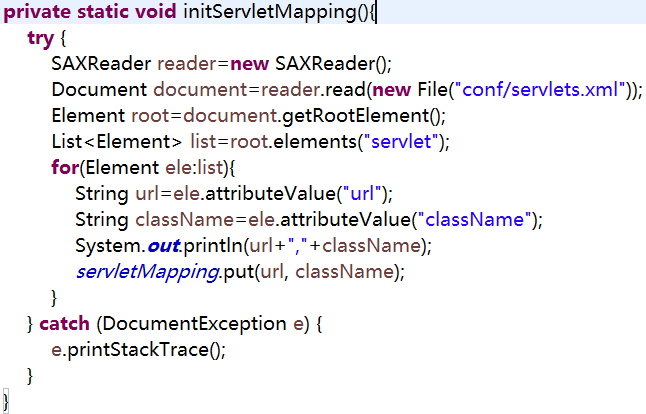 private static void initServletMapping(){
try {
SAXReader reader=new SAXReader();
Document document=reader.read(new File("conf/servlets.xml"));
Element root=document.getRootElement();
List<Element> list=root.elements("servlet");
for(Element ele:list){
String url=ele.attributeValue("url");
String className=ele.attributeValue("className");
System.out.println(url+","+className);
servletMapping.put(url, className);
}
} catch (DocumentException e) {
e.printStackTrace();
}
}